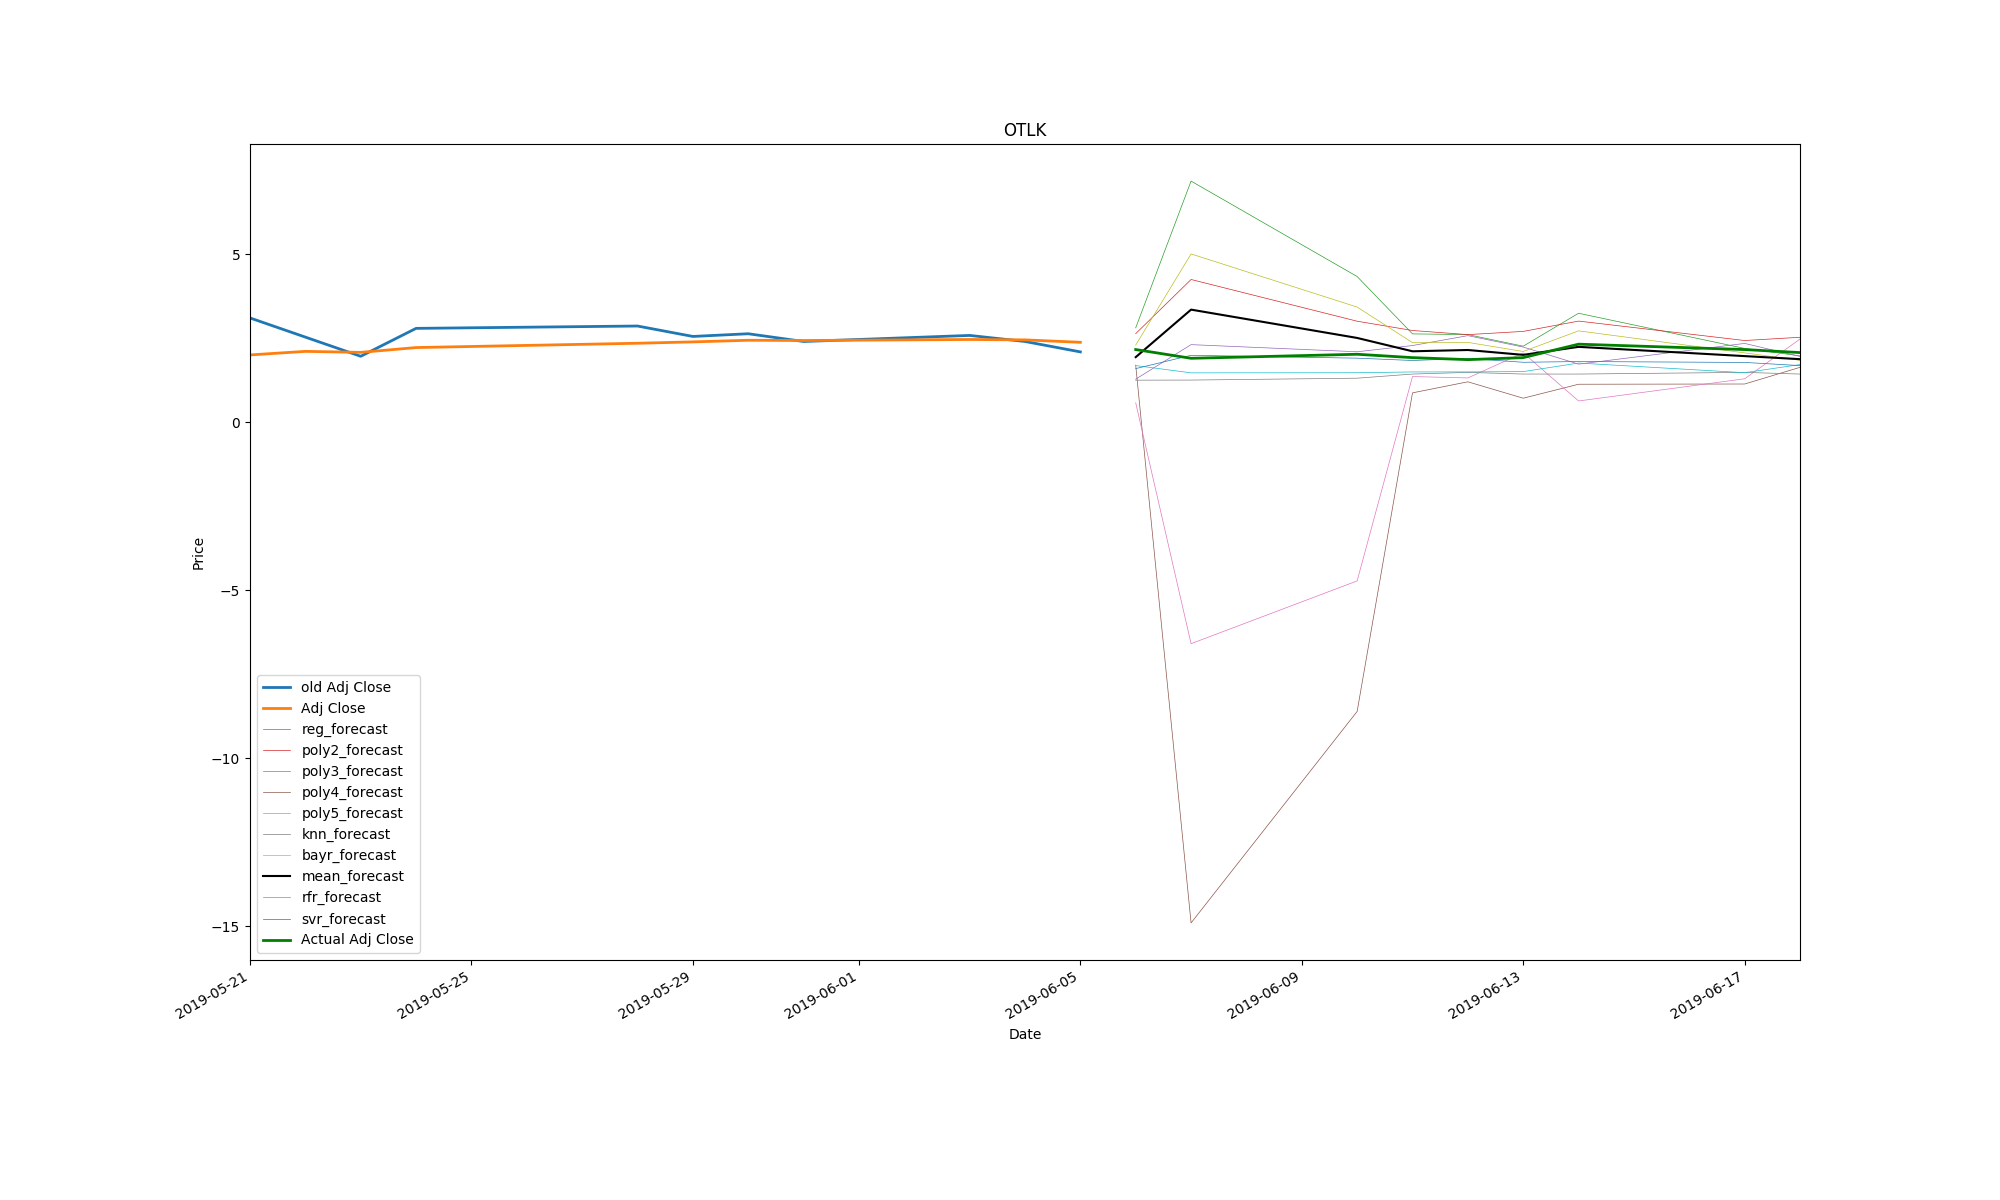 OTLK
5
0
−5
−10
−15
Price
old Adj Close
Adj Close
reg_forecast
poly2_forecast
poly3_forecast
poly4_forecast
poly5_forecast
knn_forecast
bayr_forecast
mean_forecast
rfr_forecast
svr_forecast
Actual Adj Close
2019-05-21
2019-05-25
2019-05-29
2019-06-01
2019-06-05
2019-06-09
2019-06-13
2019-06-17
Date